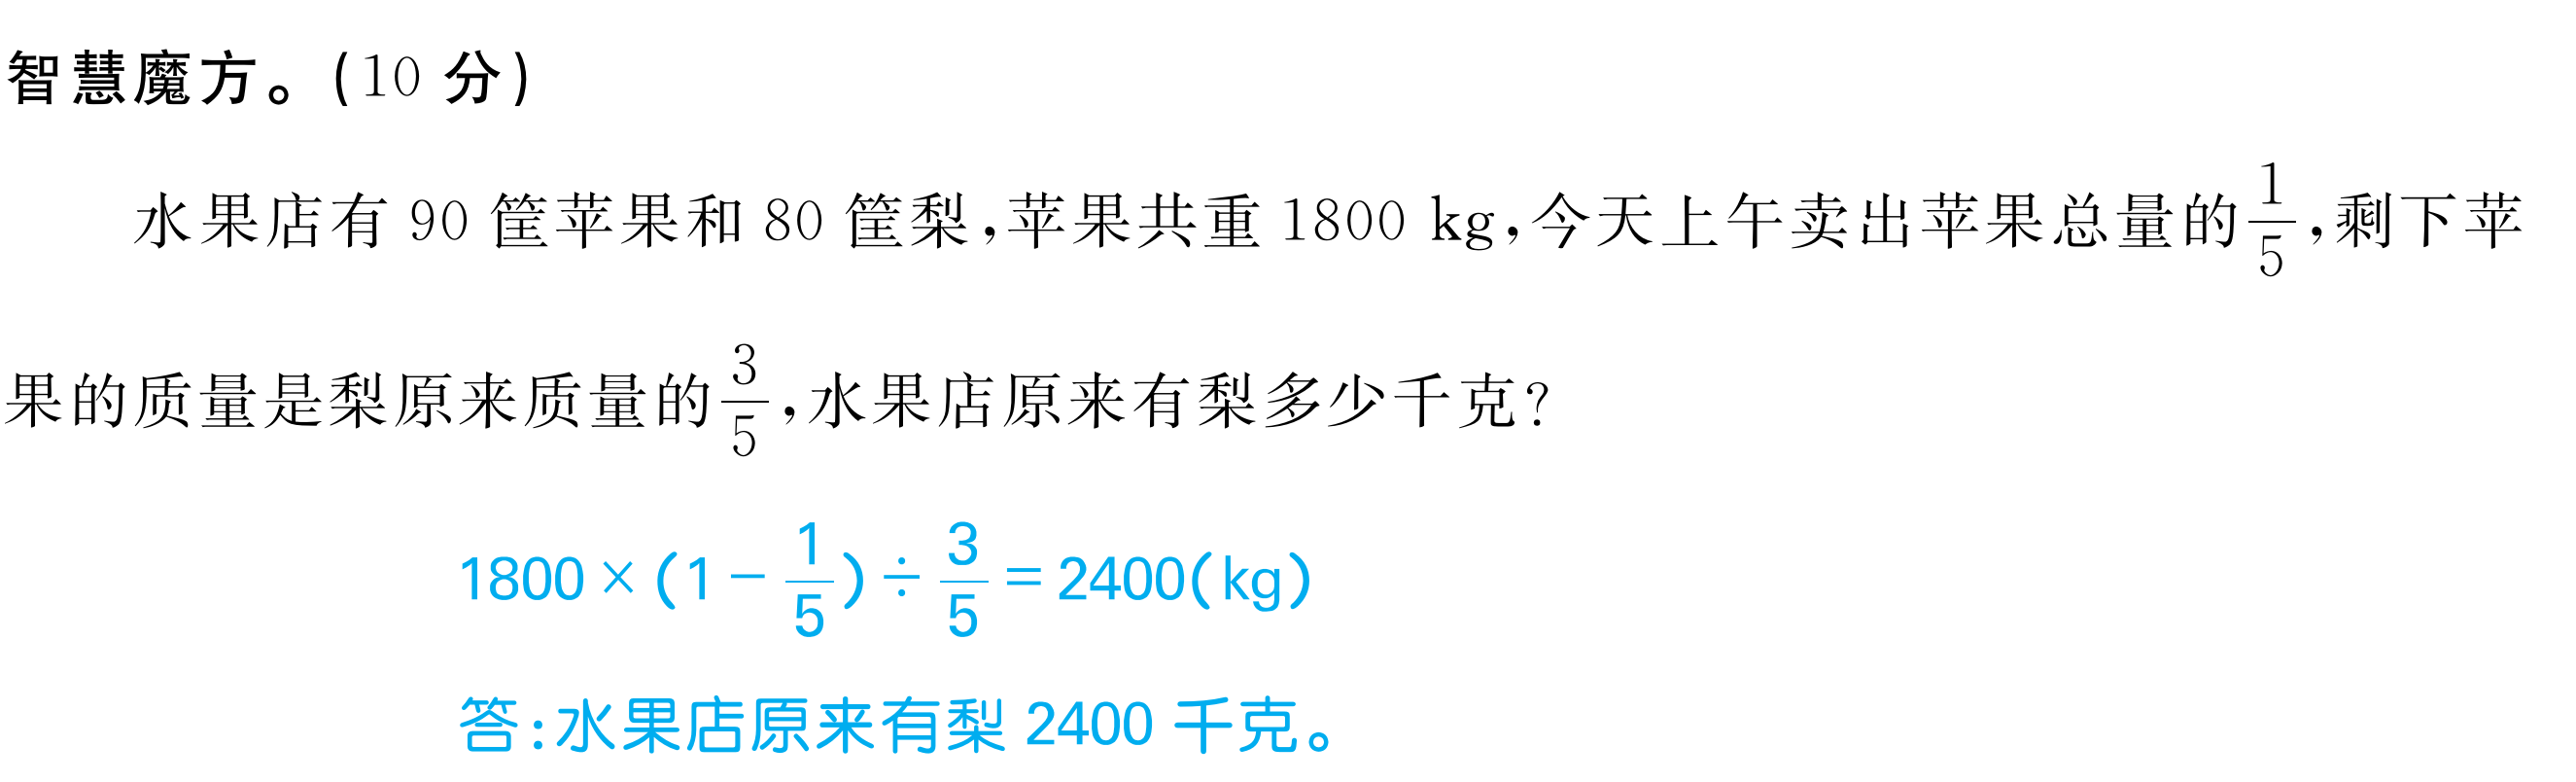 智慧魔方。(10 分)
水果店有 90 筐苹果和 80 筐梨,苹果共重 1800 kg,今天上午卖出苹果总量的1/5,剩下苹
果的质量是梨原来质量的3/5,水果店原来有梨多少千克?
1800 × (1 − 1/5) ÷ 3/5 = 2400(kg)
答:水果店原来有梨 2400 千克。